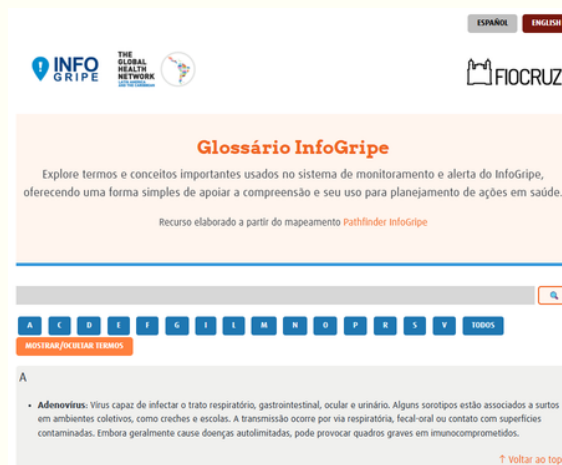 ESPAÑOL ENGLISH
INFO
GRIPE
THE
GLOBAL
HEALTH
NETWORK
LATIN AMERICA
AND THE CARIBBEAN
FIOCRUZ
Glossário InfoGripe
Explore termos e conceitos importantes usados no sistema de monitoramento e alerta do InfoGripe,
oferecendo uma forma simples de apoiar a compreensão e seu uso para planejamento de ações em saúde.
Recurso elaborado a partir do mapeamento Pathfinder InfoGripe
A C D E F G I L M N O P R S V TODOS
MOSTRAR/OCULTAR TERMOS
A
• Adenovírus: Vírus capaz de infectar o trato respiratório, gastrointestinal, ocular e urinário. Alguns sorotipos estão associados a surtos
em ambientes coletivos, como creches e escolas. A transmissão ocorre por via respiratória, fecal-oral ou contato com superfícies
contaminadas. Embora geralmente cause doenças autolimitadas, pode provocar quadros graves em imunocomprometidos.
↑ Voltar ao top